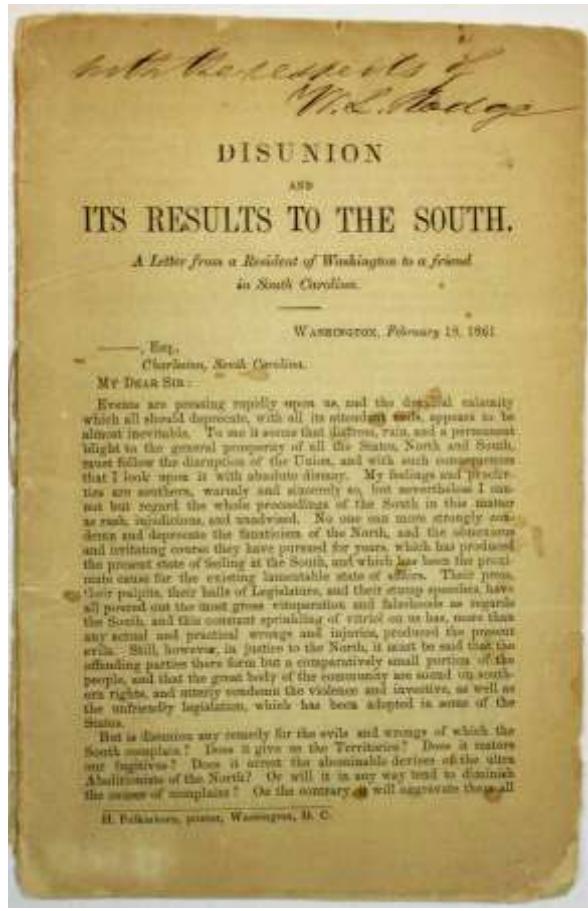 with the respects of
W. L. Hodge
DISUNION
AND
ITS RESULTS TO THE SOUTH.
A Letter from a Resident of Washington to a friend
in South Carolina.
WASHINGTON, February 18, 1861
———, Esq.,
Charleston, South Carolina.
MY DEAR SIR:
Events are pressing rapidly upon us, and the dreadful calamity
which all should deprecate, with all its attendant evils, appears to be
almost inevitable. To me it seems that distress, ruin, and a permanent
blight to the general prosperity of all the States, North and South,
must follow the disruption of the Union, and with such consequences
that I look upon it with absolute dismay. My feelings and proclivi-
ties are southern, warmly and sincerely so, but nevertheless I can-
not but regard the whole proceedings of the South in this matter
as rash, injudicious, and unadvised. No one can more strongly con-
demn and deprecate the fanaticism of the North, and the obnoxious
and irritating course they have pursued for years, which has produced
the present state of feeling at the South, and which has been the proxi-
mate cause for the existing lamentable state of affairs. Their press,
their pulpits, their halls of Legislature, and their stump speeches, have
all poured out the most gross vituperation and falsehoods as regards
the South, and this constant sprinkling of vitriol on us has, more than
any actual and practical wrongs and injuries, produced the present
evils. Still, however, in justice to the North, it must be said that the
offending parties there form but a comparatively small portion of the
people, and that the great body of the community are sound on south-
ern rights, and utterly condemn the violence and invective, as well as
the unfriendly legislation, which has been adopted in some of the
States.
But is disunion any remedy for the evils and wrongs of which the
South complains? Does it give us the Territories? Does it restore
our fugitives? Does it arrest the abominable devices of the ultra
Abolitionists of the North? Or will it in any way tend to diminish
the causes of complaint? On the contrary, it will aggravate them all
H. Polkinhorn, printer, Washington, D. C.